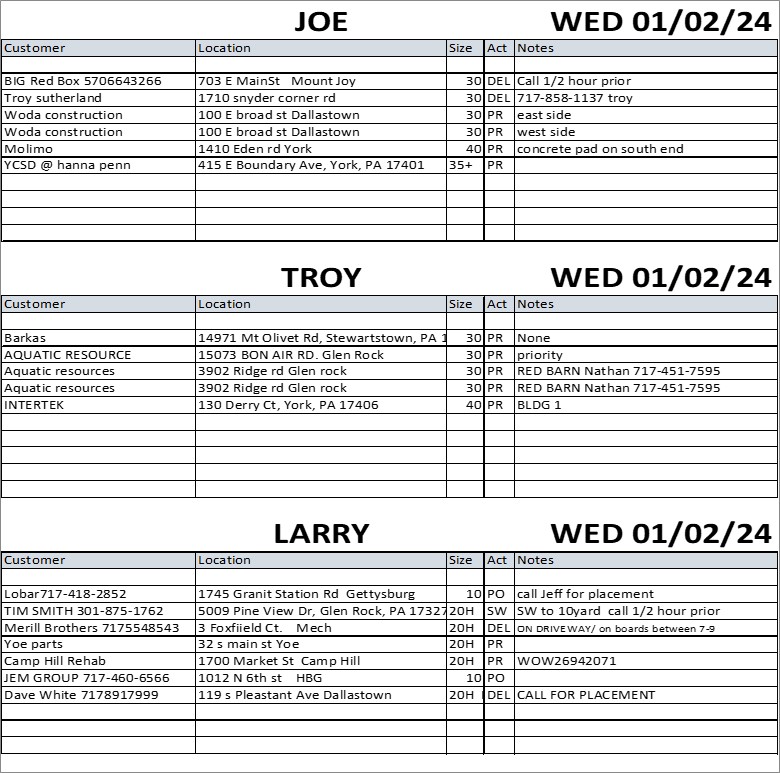 JOE WED 01/02/24
Customer Location Size Act Notes
BIG Red Box 5706643266 703 E MainSt Mount Joy 30 DEL Call 1/2 hour prior
Troy sutherland 1710 snyder corner rd 30 DEL 717-858-1137 troy
Woda construction 100 E broad st Dallastown 30 PR east side
Woda construction 100 E broad st Dallastown 30 PR west side
Molimo 1410 Eden rd York 40 PR concrete pad on south end
YCSD @ hanna penn 415 E Boundary Ave, York, PA 17401 35+ PR
TROY WED 01/02/24
Customer Location Size Act Notes
Barkas 14971 Mt Olivet Rd, Stewartstown, PA 1 30 PR None
AQUATIC RESOURCE 15073 BON AIR RD. Glen Rock 30 PR priority
Aquatic resources 3902 Ridge rd Glen rock 30 PR RED BARN Nathan 717-451-7595
Aquatic resources 3902 Ridge rd Glen rock 30 PR RED BARN Nathan 717-451-7595
INTERTEK 130 Derry Ct, York, PA 17406 40 PR BLDG 1
LARRY WED 01/02/24
Customer Location Size Act Notes
Lobar717-418-2852 1745 Granit Station Rd Gettysburg 10 PO call Jeff for placement
TIM SMITH 301-875-1762 5009 Pine View Dr, Glen Rock, PA 17327 20H SW SW to 10yard call 1/2 hour prior
Merill Brothers 7175548543 3 Foxfiield Ct. Mech 20H DEL ON DRIVEWAY/ on boards between 7-9
Yoe parts 32 s main st Yoe 20H PR
Camp Hill Rehab 1700 Market St Camp Hill 20H PR WOW26942071
JEM GROUP 717-460-6566 1012 N 6th st HBG 10 PO
Dave White 7178917999 119 s Pleastant Ave Dallastown 20H DEL CALL FOR PLACEMENT